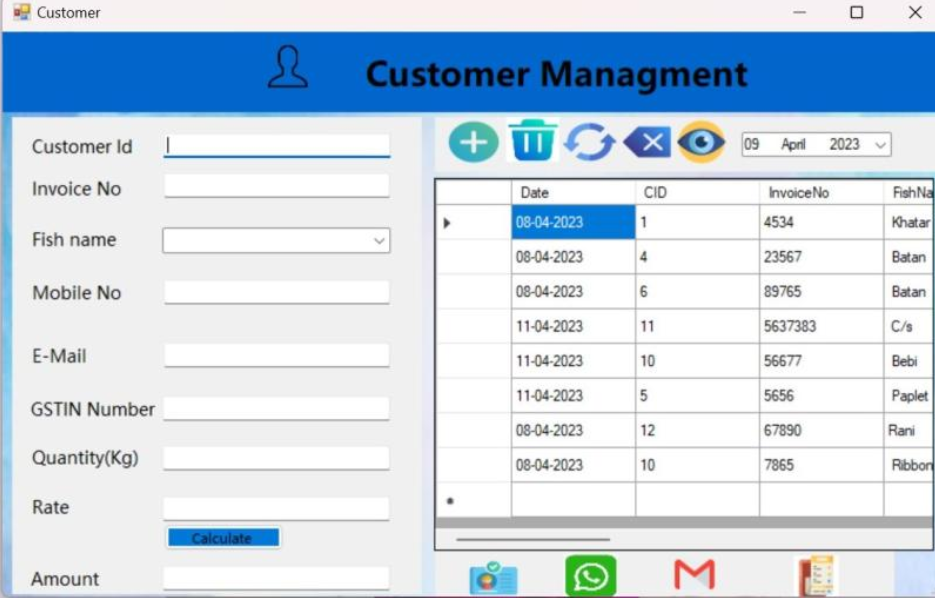 Customer
Customer Managment
Customer Id
Invoice No
Fish name
Mobile No
E-Mail
GSTIN Number
Quantity(Kg)
Rate
Calculate
Amount
09 April 2023
Date CID InvoiceNo FishNa
08-04-2023 1 4534 Khatar
08-04-2023 4 23567 Batan
08-04-2023 6 89765 Batan
11-04-2023 11 5637383 C/s
11-04-2023 10 56677 Bebi
11-04-2023 5 5656 Paplet
08-04-2023 12 67890 Rani
08-04-2023 10 7865 Ribbon